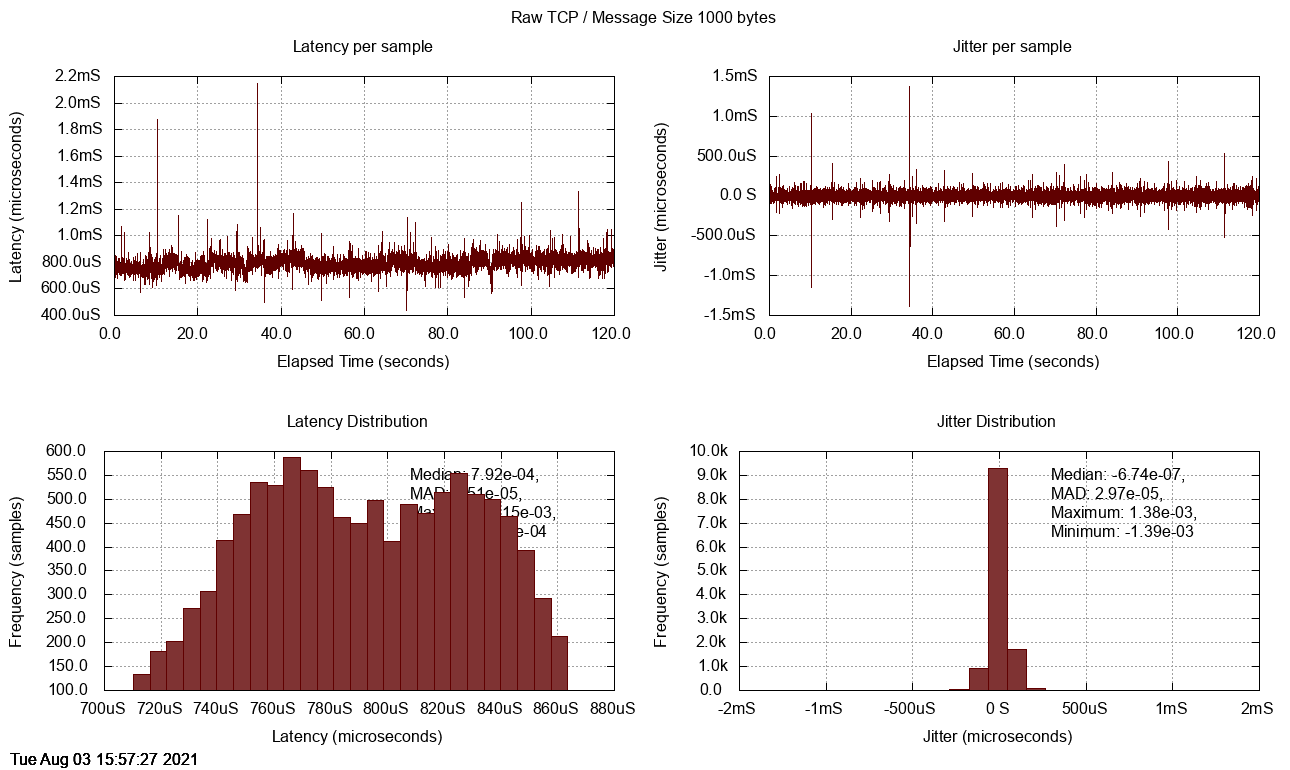 Raw TCP / Message Size 1000 bytes
Latency per sample
2.2mS
2.0mS
1.8mS
1.6mS
1.4mS
1.2mS
1.0mS
800.0uS
600.0uS
400.0uS
0.0 20.0 40.0 60.0 80.0 100.0 120.0
Latency (microseconds)
Elapsed Time (seconds)
Jitter per sample
1.5mS
1.0mS
500.0uS
0.0 S
-500.0uS
-1.0mS
-1.5mS
0.0 20.0 40.0 60.0 80.0 100.0 120.0
Jitter (microseconds)
Elapsed Time (seconds)
Latency Distribution
600.0
550.0
500.0
450.0
400.0
350.0
300.0
250.0
200.0
150.0
100.0
700uS 720uS 740uS 760uS 780uS 800uS 820uS 840uS 860uS 880uS
Frequency (samples)
Latency (microseconds)
Median: 7.92e-04,
MAD: 51e-05,
15e-03,
e-04
Jitter Distribution
10.0k
9.0k
8.0k
7.0k
6.0k
5.0k
4.0k
3.0k
2.0k
1.0k
0.0
-2mS -1mS -500uS 0 S 500uS 1mS 2mS
Frequency (samples)
Jitter (microseconds)
Median: -6.74e-07,
MAD: 2.97e-05,
Maximum: 1.38e-03,
Minimum: -1.39e-03
Tue Aug 03 15:57:27 2021